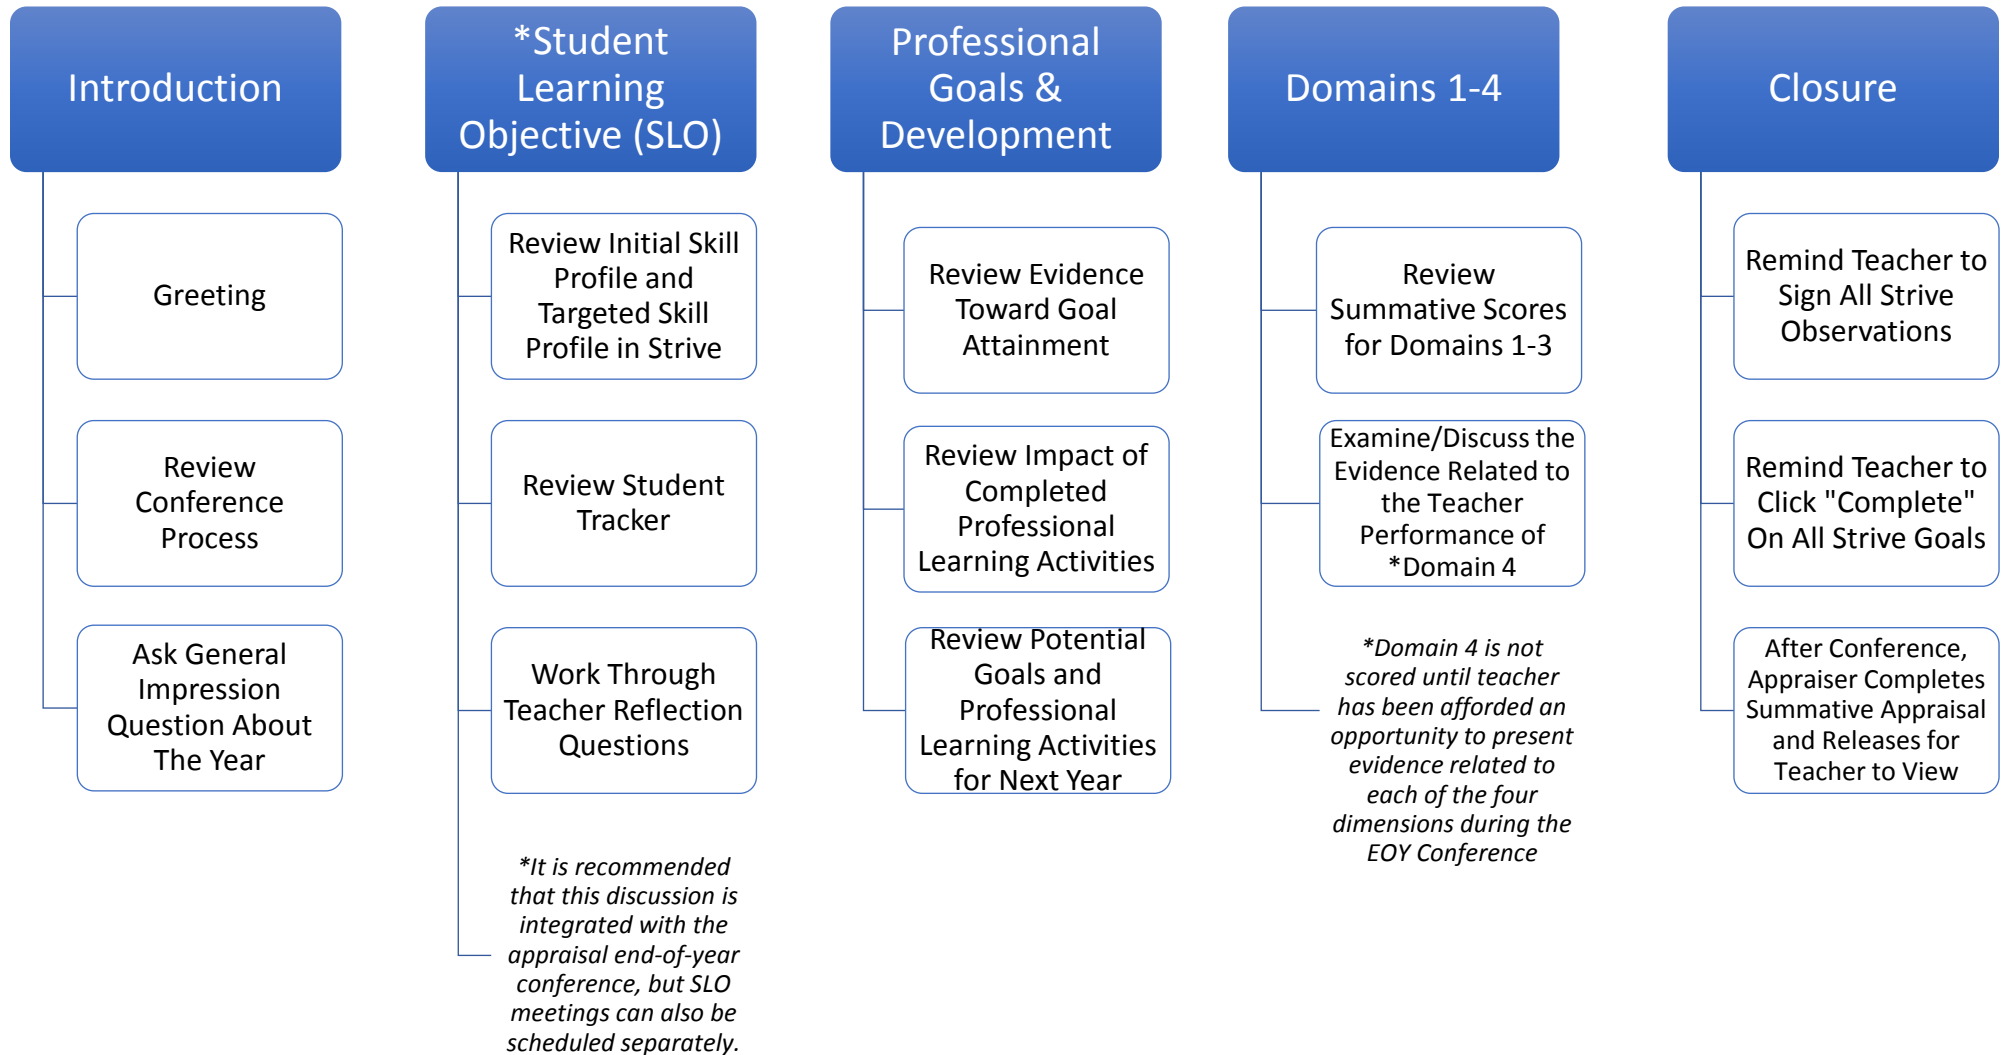 Introduction
Greeting
Review
Conference
Process
Ask General
Impression
Question About
The Year
*Student
Learning
Objective (SLO)
Review Initial Skill
Profile and
Targeted Skill
Profile in Strive
Review Student
Tracker
Work Through
Teacher Reflection
Questions
*It is recommended
that this discussion is
integrated with the
appraisal end-of-year
conference, but SLO
meetings can also be
scheduled separately.
Professional
Goals &
Development
Review Evidence
Toward Goal
Attainment
Review Impact of
Completed
Professional
Learning Activities
Review Potential
Goals and
Professional
Learning Activities
for Next Year
Domains 1-4
Review
Summative Scores
for Domains 1-3
Examine/Discuss the
Evidence Related to
the Teacher
Performance of
*Domain 4
*Domain 4 is not
scored until teacher
has been afforded an
opportunity to present
evidence related to
each of the four
dimensions during the
EOY Conference
Closure
Remind Teacher to
Sign All Strive
Observations
Remind Teacher to
Click "Complete"
On All Strive Goals
After Conference,
Appraiser Completes
Summative Appraisal
and Releases for
Teacher to View